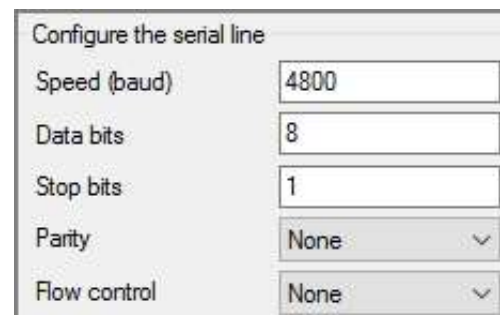 Configure the serial line
Speed (baud) 4800
Data bits 8
Stop bits 1
Parity None
Flow control None